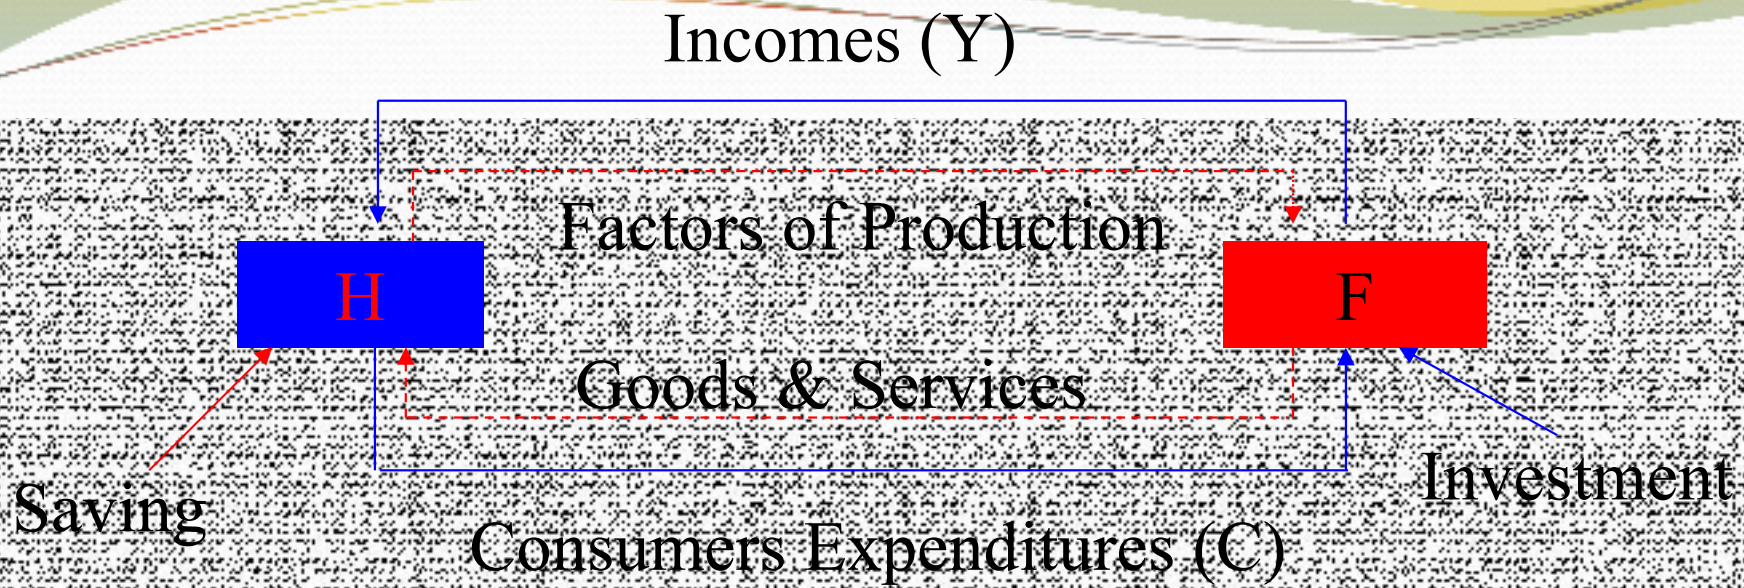 Incomes (Y)
Factors of Production
H
F
Goods & Services
Saving
Investment
Consumers Expenditures (C)